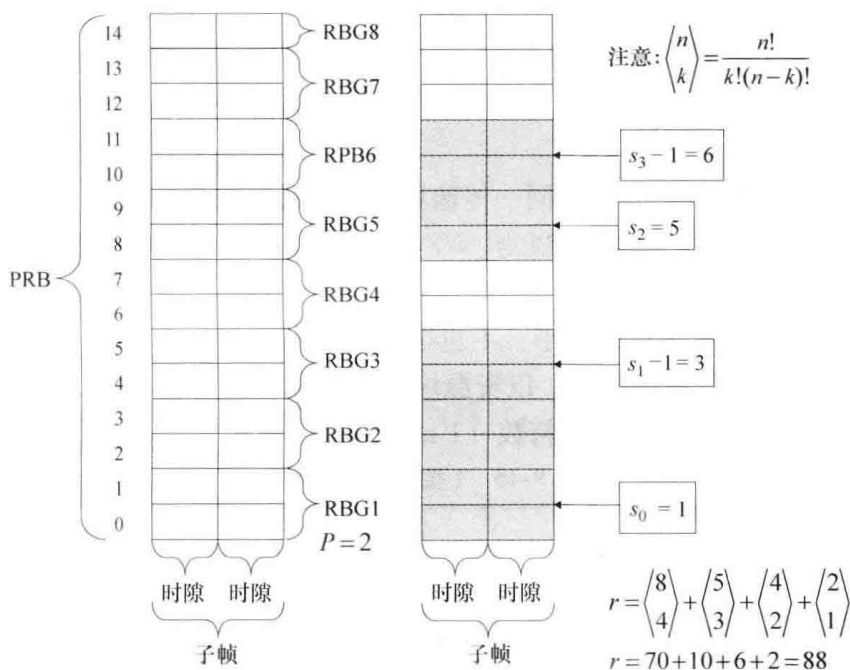 14
13
12
11
10
9
8
7
6
5
4
3
2
1
0
PRB
RBG8
RBG7
RPB6
RBG5
RBG4
RBG3
RBG2
RBG1
P=2
时隙 时隙
子帧
时隙 时隙
子帧
注意:⟨n k⟩ = n! / k!(n−k)!
s₃−1=6
s₂=5
s₁−1=3
s₀=1
r=⟨8 4⟩+⟨5 3⟩+⟨4 2⟩+⟨2 1⟩
r=70+10+6+2=88